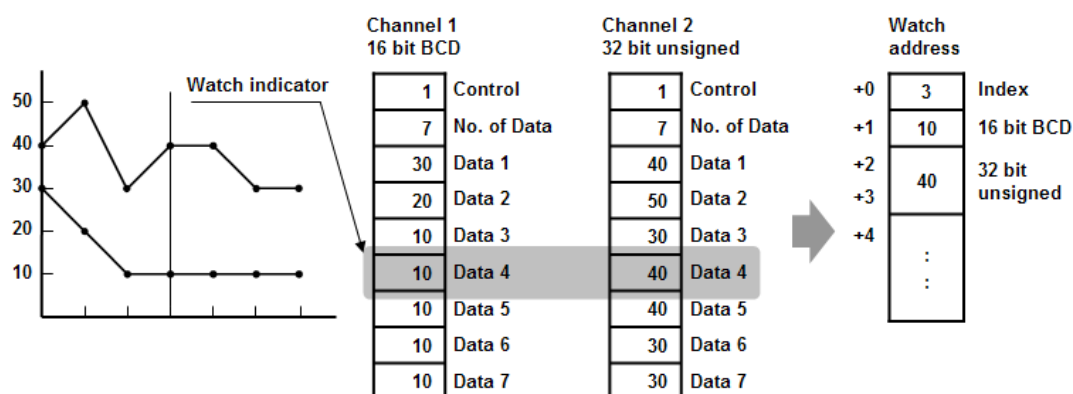 Channel 1
16 bit BCD
Channel 2
32 bit unsigned
Watch
address
50
40
30
20
10
Watch indicator
1 Control
7 No. of Data
30 Data 1
20 Data 2
10 Data 3
10 Data 4
10 Data 5
10 Data 6
10 Data 7
1 Control
7 No. of Data
40 Data 1
50 Data 2
30 Data 3
40 Data 4
40 Data 5
30 Data 6
30 Data 7
+0 3 Index
+1 10 16 bit BCD
+2
+3
40
32 bit
unsigned
+4
:
: